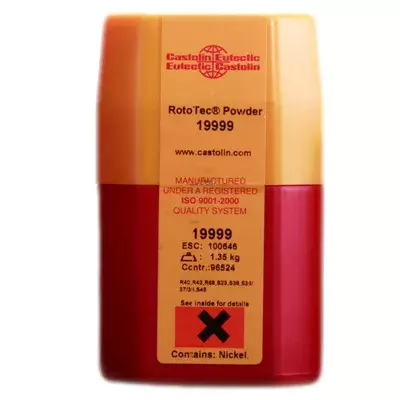 Castolin Eutectic
Eutectic Castolin
RotoTec® Powder
19999
www.castolin.com
MANUFACTURED
UNDER A REGISTERED
ISO 9001-2000
QUALITY SYSTEM
19999
ESC: 100646
: 1.35 kg
Contr.:96524
See inside for details
Contains: Nickel.